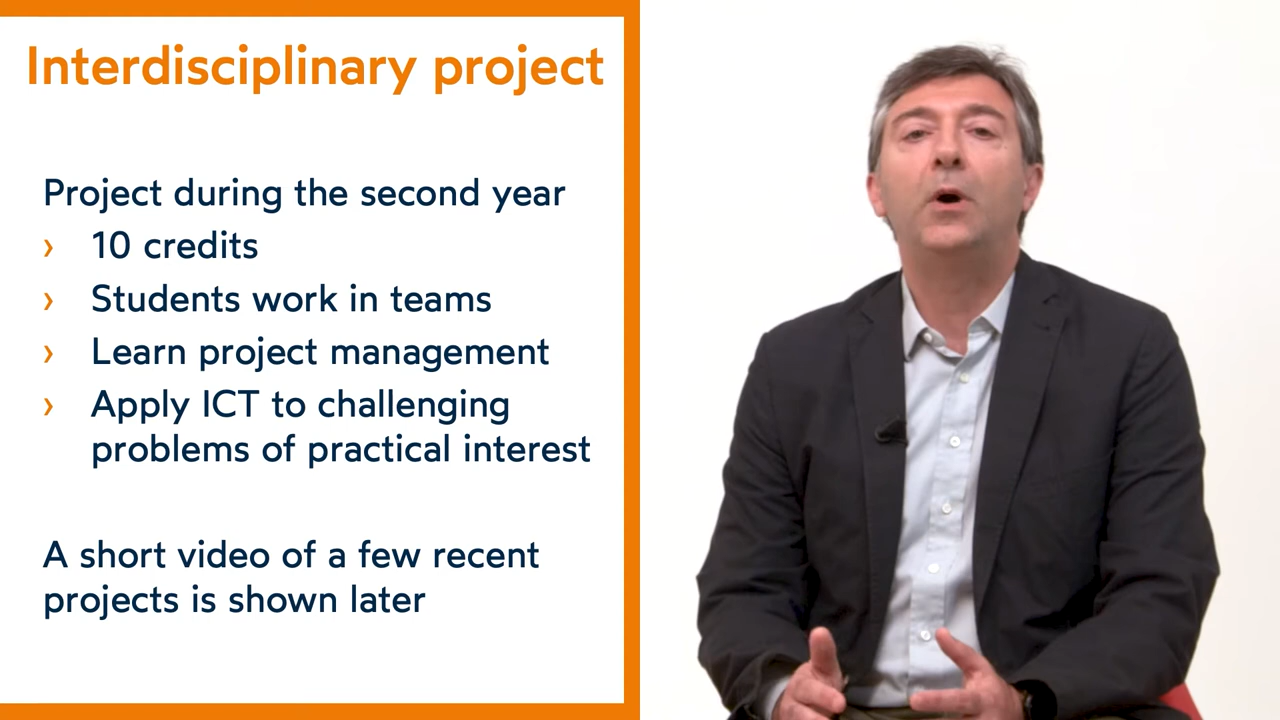 Interdisciplinary project
Project during the second year
› 10 credits
› Students work in teams
› Learn project management
› Apply ICT to challenging
problems of practical interest
A short video of a few recent
projects is shown later